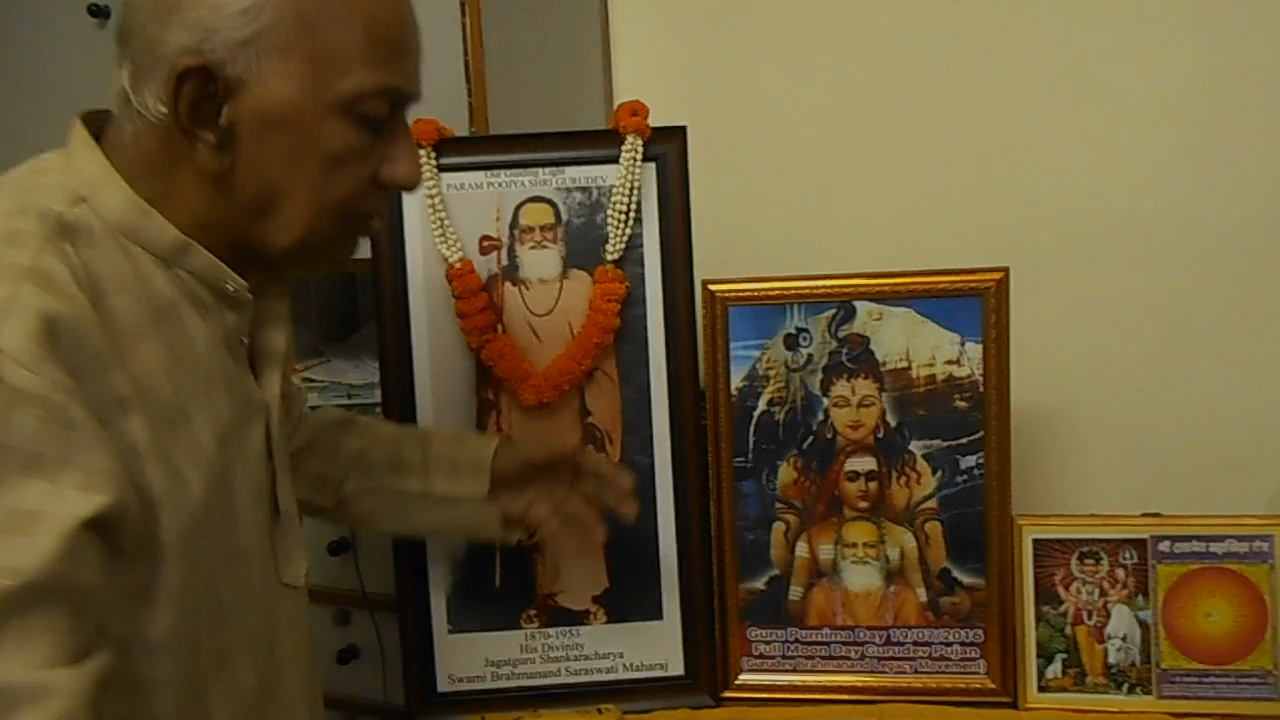 Our Guiding Light
PARAM POOJYA SHRI GURUDEV
1870-1953
His Divinity
Jagatguru Shankaracharya
Swami Brahmanand Saraswati Maharaj
Guru Purnima Day 19/07/2016
Full Moon Day Gurudev Pujan
(Gurudev Brahmanand Legacy Movement)
श्री